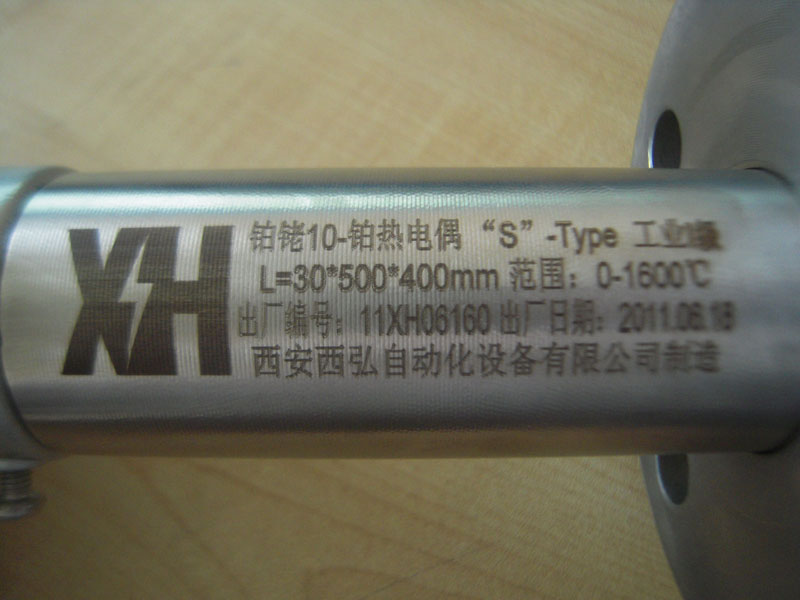 XH
铂铑10-铂热电偶 “S”-Type 工业级
L=30*500*400mm 范围：0-1600℃
出厂编号：11XH06160 出厂日期：2011.06.18
西安西弘自动化设备有限公司制造